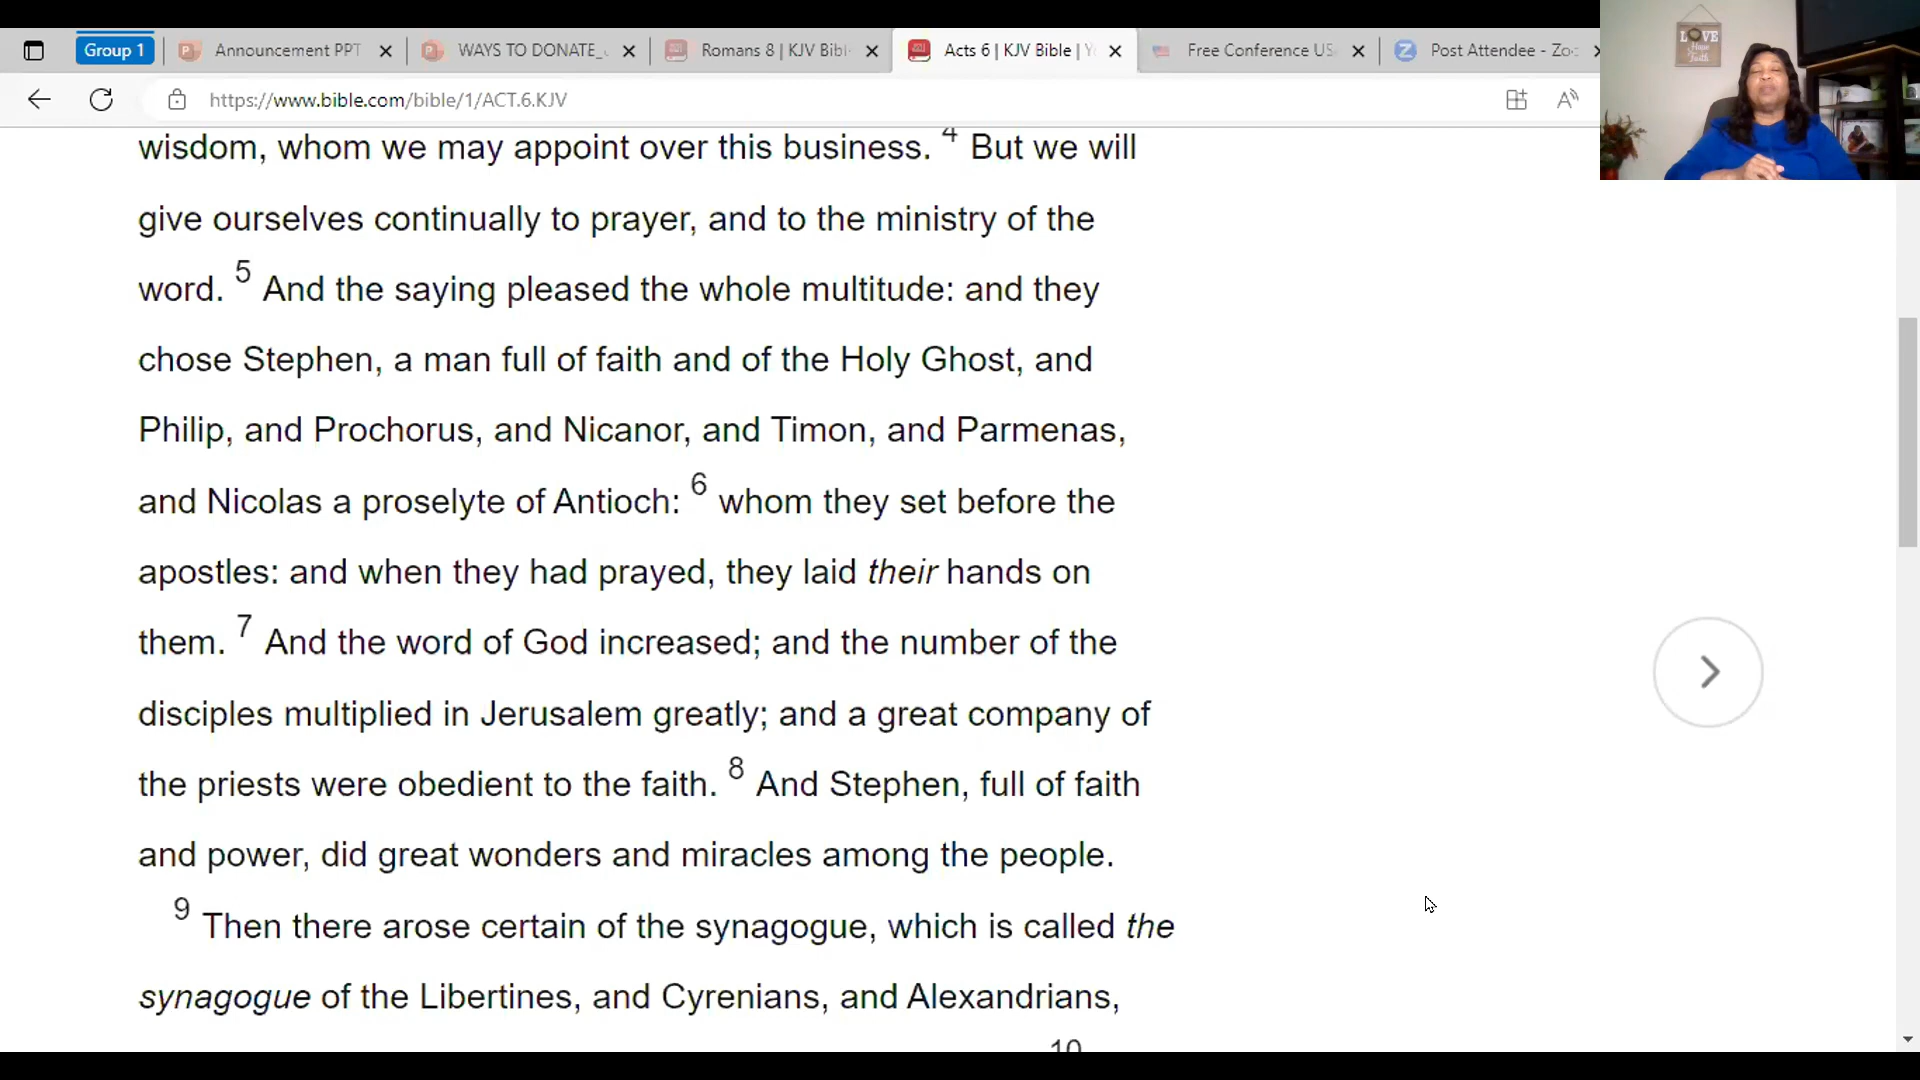 Group 1
Announcement PPT
WAYS TO DONATE_
Romans 8 | KJV Bibl
Acts 6 | KJV Bible | Y
Free Conference US
Post Attendee - Zo
https://www.bible.com/bible/1/ACT.6.KJV
LOVE
Hope
Faith
wisdom, whom we may appoint over this business. 4 But we will
give ourselves continually to prayer, and to the ministry of the
word. 5 And the saying pleased the whole multitude: and they
chose Stephen, a man full of faith and of the Holy Ghost, and
Philip, and Prochorus, and Nicanor, and Timon, and Parmenas,
and Nicolas a proselyte of Antioch: 6 whom they set before the
apostles: and when they had prayed, they laid their hands on
them. 7 And the word of God increased; and the number of the
disciples multiplied in Jerusalem greatly; and a great company of
the priests were obedient to the faith. 8 And Stephen, full of faith
and power, did great wonders and miracles among the people.
9 Then there arose certain of the synagogue, which is called the
synagogue of the Libertines, and Cyrenians, and Alexandrians,
10